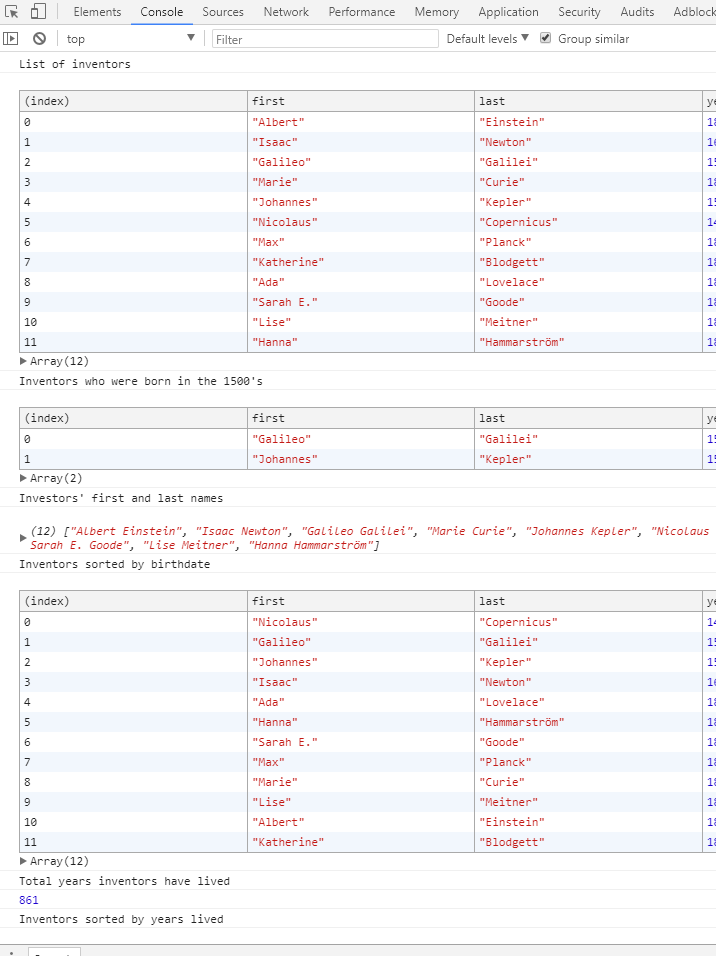 Elements Console Sources Network Performance Memory Application Security Audits Adblock
top Filter Default levels Group similar
List of inventors
(index) first last ye
0 "Albert" "Einstein" 18
1 "Isaac" "Newton" 16
2 "Galileo" "Galilei" 15
3 "Marie" "Curie" 18
4 "Johannes" "Kepler" 15
5 "Nicolaus" "Copernicus" 14
6 "Max" "Planck" 18
7 "Katherine" "Blodgett" 18
8 "Ada" "Lovelace" 18
9 "Sarah E." "Goode" 18
10 "Lise" "Meitner" 18
11 "Hanna" "Hammarström" 18
Array(12)
Inventors who were born in the 1500's
(index) first last ye
0 "Galileo" "Galilei" 15
1 "Johannes" "Kepler" 15
Array(2)
Investors' first and last names
(12) ["Albert Einstein", "Isaac Newton", "Galileo Galilei", "Marie Curie", "Johannes Kepler", "Nicolaus
Sarah E. Goode", "Lise Meitner", "Hanna Hammarström"]
Inventors sorted by birthdate
(index) first last ye
0 "Nicolaus" "Copernicus" 14
1 "Galileo" "Galilei" 15
2 "Johannes" "Kepler" 15
3 "Isaac" "Newton" 16
4 "Ada" "Lovelace" 18
5 "Hanna" "Hammarström" 18
6 "Sarah E." "Goode" 18
7 "Max" "Planck" 18
8 "Marie" "Curie" 18
9 "Lise" "Meitner" 18
10 "Albert" "Einstein" 18
11 "Katherine" "Blodgett" 18
Array(12)
Total years inventors have lived
861
Inventors sorted by years lived